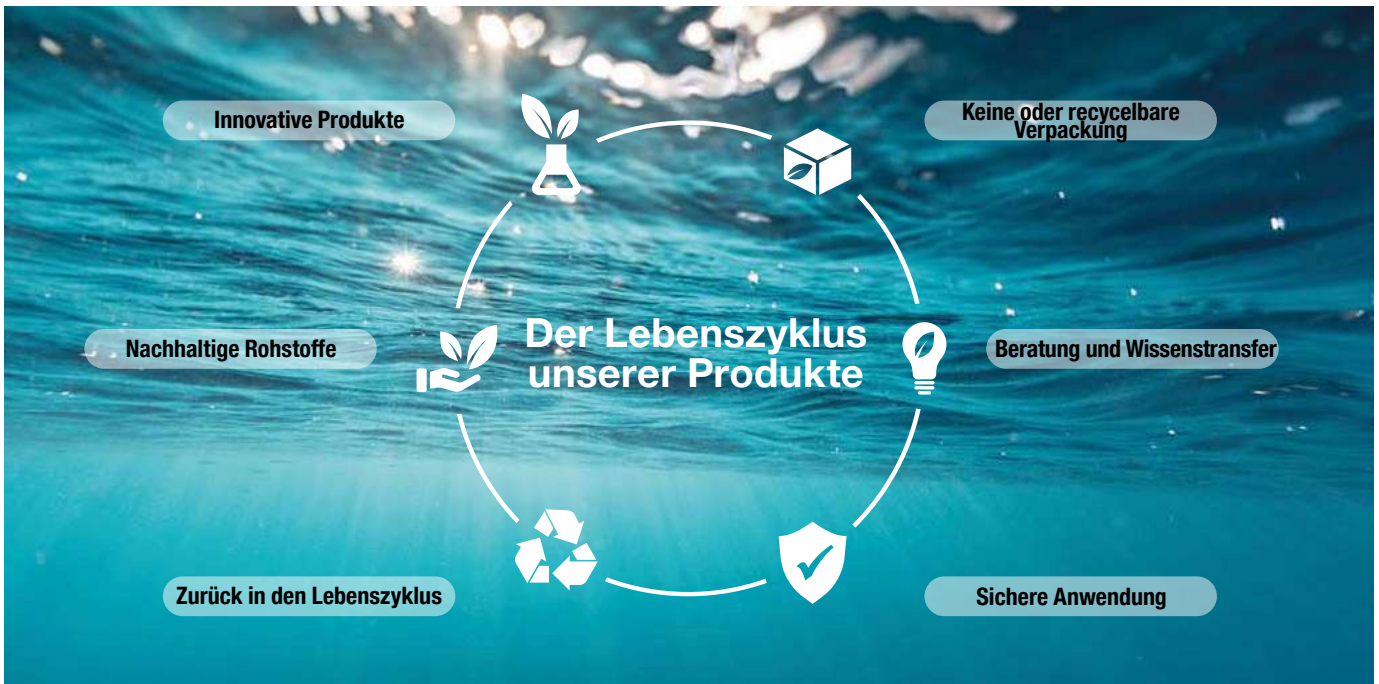 Innovative Produkte
Keine oder recycelbare
Verpackung
Nachhaltige Rohstoffe
Der Lebenszyklus
unserer Produkte
Beratung und Wissenstransfer
Zurück in den Lebenszyklus
Sichere Anwendung